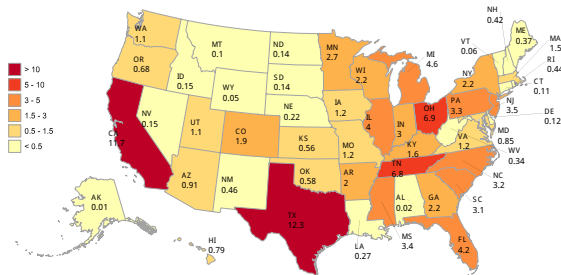 NH
0.42
ME
0.37
WA
1.1
MT
0.1
ND
0.14
MN
2.7
VT
0.06
MI
4.6
OR
0.68
RI
WI
2.2
NY
2.2
ID
0.15
SD
0.14
CT
0.11
> 10
5 - 10
3 - 5
1.5 - 3
0.5 - 1.5
< 0.5
WY
0.05
IA
1.2
PA
3.3
NJ
3.5
NE
0.22
OH
6.9
DE
NV
0.15
UT
1.1
CO
1.9
IL
4
IN
3
MD
0.85
CA
11.7
KS
0.56
MO
1.2
KY
1.6
VA
1.2
WV
0.34
AZ
0.91
NM
0.46
OK
0.58
AR
2
TN
6.8
NC
3.2
AK
0.01
AL
0.02
GA
2.2
SC
3.1
TX
12.3
HI
0.79
LA
0.27
MS
3.4
FL
4.2